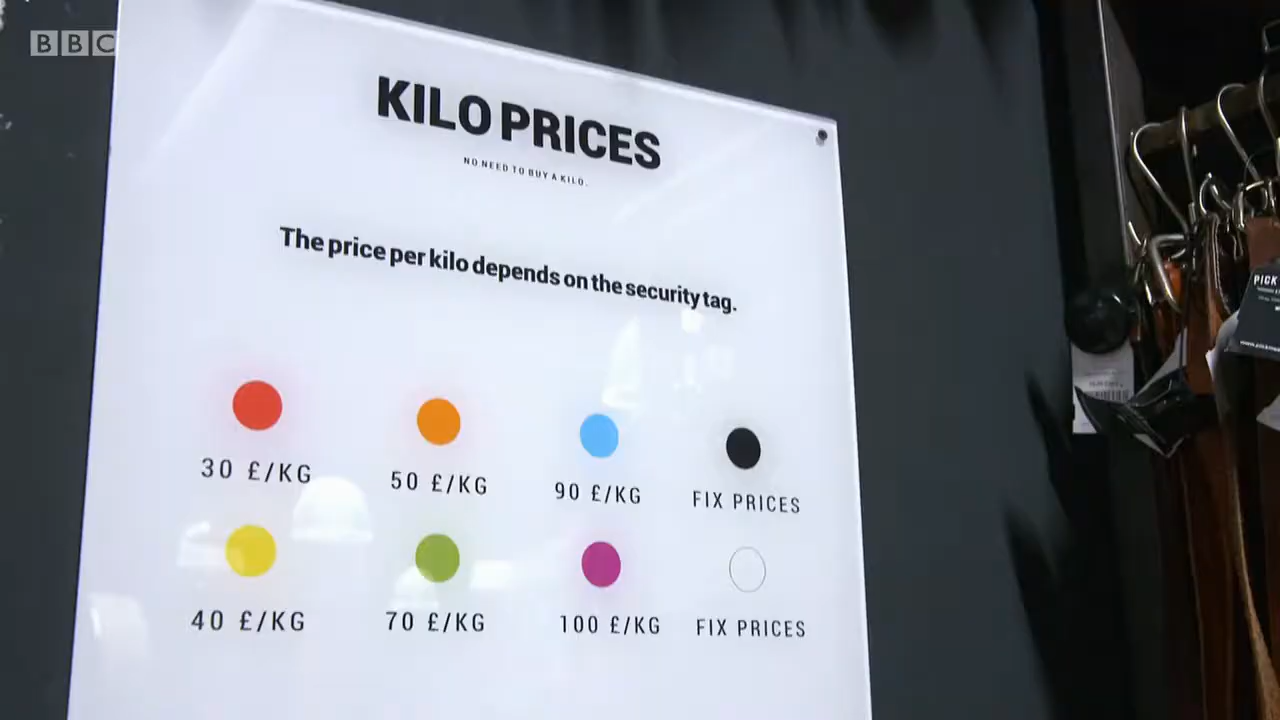 BBC
KILO PRICES
NO NEED TO BUY A KILO.
The price per kilo depends on the security tag.
30 £/KG
50 £/KG
90 £/KG
FIX PRICES
40 £/KG
70 £/KG
100 £/KG
FIX PRICES
PICK